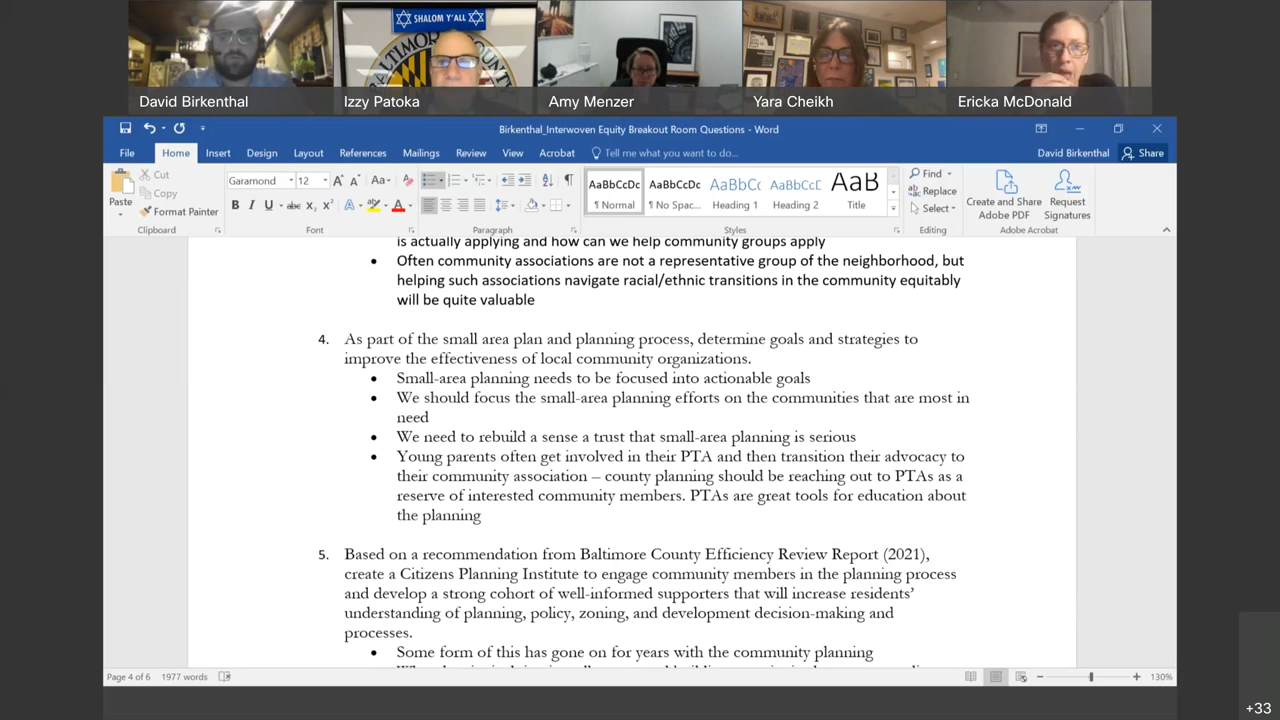 SHALOM Y'ALL
BALTIMORE COUNTY
David Birkenthal
Izzy Patoka
Amy Menzer
Yara Cheikh
Ericka McDonald
Birkenthal_Interwoven Equity Breakout Room Questions - Word
File
Home
Insert
Design
Layout
References
Mailings
Review
View
Acrobat
Tell me what you want to do...
David Birkenthal
Share
Paste
Cut
Copy
Format Painter
Clipboard
Garamond
12
Font
Paragraph
AaBbCcDc
¶ Normal
AaBbCcDc
¶ No Spac...
AaBbCc
Heading 1
AaBbCcD
Heading 2
AaB
Title
Styles
Find
Replace
Select
Editing
Create and Share
Adobe PDF
Request
Signatures
Adobe Acrobat
is actually applying and how can we help community groups apply
• Often community associations are not a representative group of the neighborhood, but
helping such associations navigate racial/ethnic transitions in the community equitably
will be quite valuable
4. As part of the small area plan and planning process, determine goals and strategies to
improve the effectiveness of local community organizations.
• Small-area planning needs to be focused into actionable goals
• We should focus the small-area planning efforts on the communities that are most in
need
• We need to rebuild a sense a trust that small-area planning is serious
• Young parents often get involved in their PTA and then transition their advocacy to
their community association – county planning should be reaching out to PTAs as a
reserve of interested community members. PTAs are great tools for education about
the planning
5. Based on a recommendation from Baltimore County Efficiency Review Report (2021),
create a Citizens Planning Institute to engage community members in the planning process
and develop a strong cohort of well-informed supporters that will increase residents'
understanding of planning, policy, zoning, and development decision-making and
processes.
• Some form of this has gone on for years with the community planning
Page 4 of 6
1977 words
130%
+33